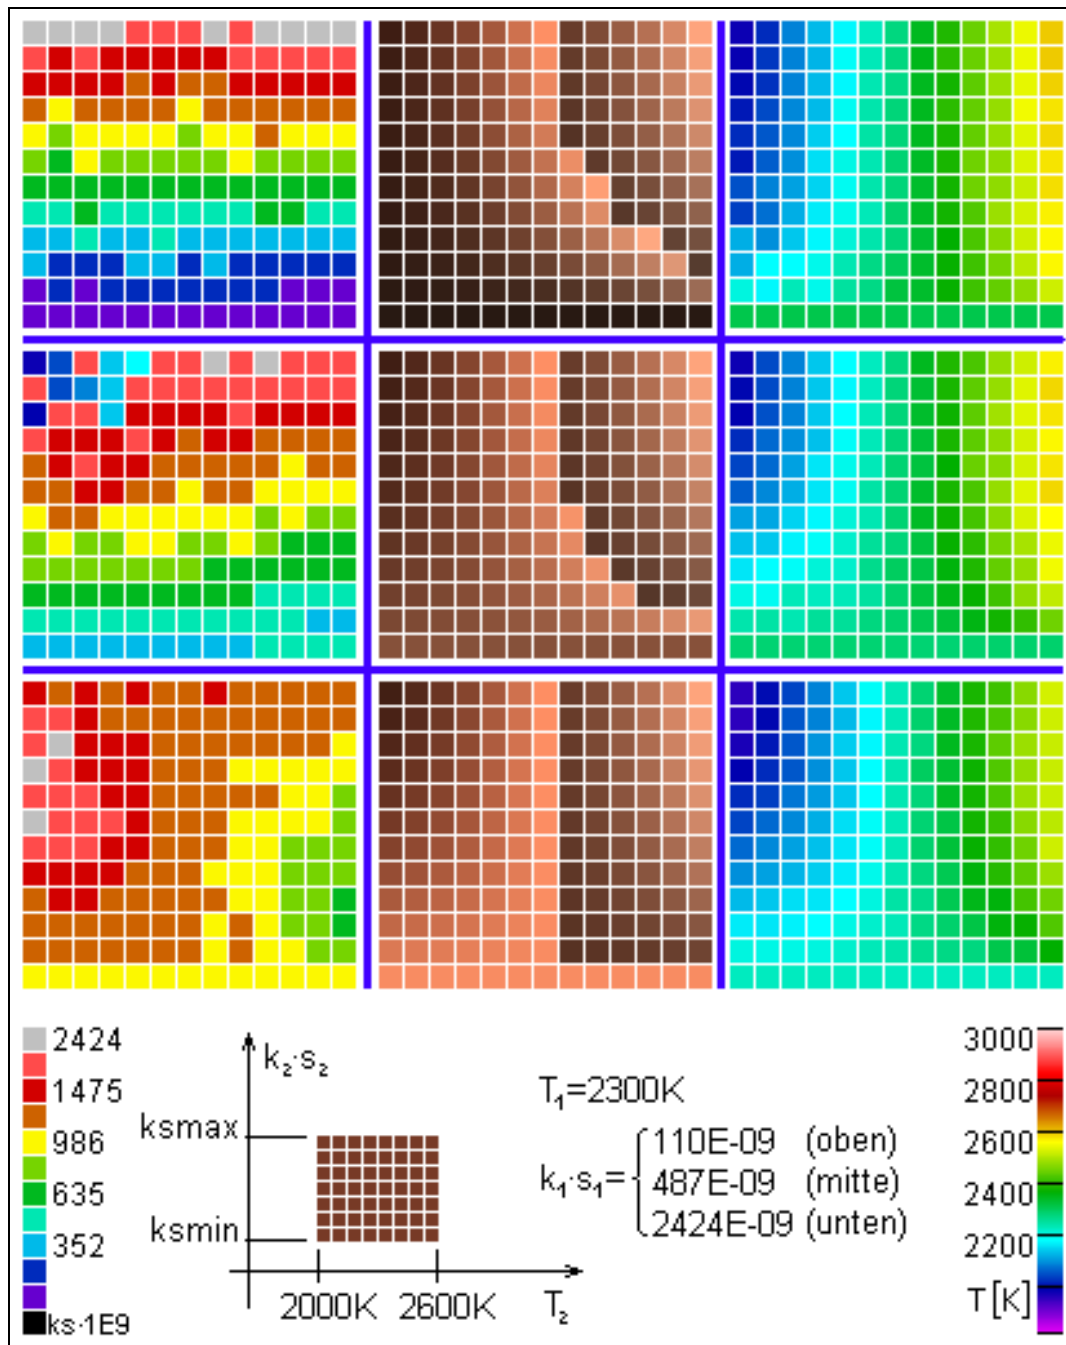 2424
1475
986
635
352
ks·1E9
k₂·s₂
ksmax
ksmin
2000K 2600K
T₂
T₁=2300K
k₁·s₁=
110E-09 (oben)
487E-09 (mitte)
2424E-09 (unten)
3000
2800
2600
2400
2200
T[K]